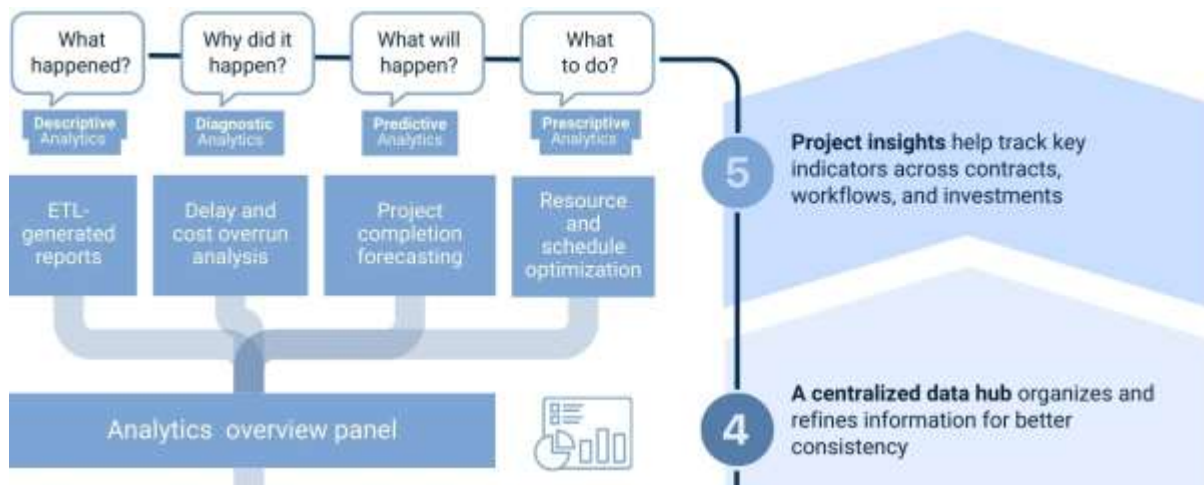 What
happened?
Why did it
happen?
What will
happen?
What
to do?
Descriptive
Analytics
Diagnostic
Analytics
Predictive
Analytics
Prescriptive
Analytics
ETL-
generated
reports
Delay and
cost overrun
analysis
Project
completion
forecasting
Resource
and
schedule
optimization
5
Project insights help track key
indicators across contracts,
workflows, and investments
Analytics overview panel
4
A centralized data hub organizes and
refines information for better
consistency